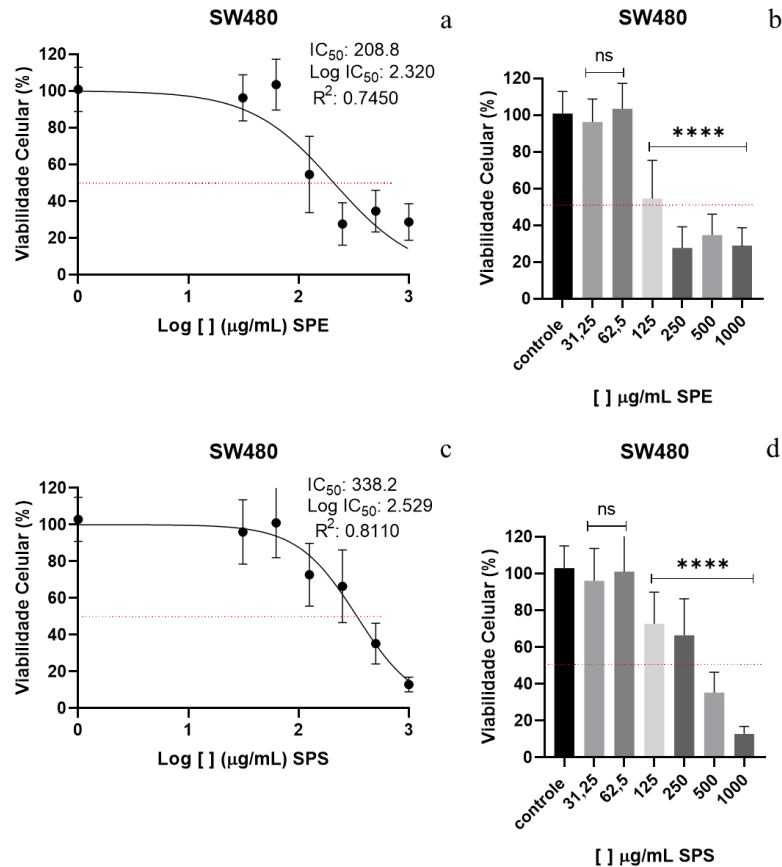 SW480
a
IC50: 208.8
Log IC50: 2.320
R2: 0.7450
Viabilidade Celular (%)
120
100
80
60
40
20
0
0
1
2
3
Log [ ] (μg/mL) SPE
SW480
b
ns
****
Viabilidade Celular (%)
120
100
80
60
40
20
0
controle
31,25
62,5
125
250
500
1000
[ ] μg/mL SPE
SW480
c
IC50: 338.2
Log IC50: 2.529
R2: 0.8110
Viabilidade Celular (%)
120
100
80
60
40
20
0
0
1
2
3
Log [ ] (μg/mL) SPS
SW480
d
ns
****
Viabilidade Celular (%)
120
100
80
60
40
20
0
controle
31,25
62,5
125
250
500
1000
[ ] μg/mL SPS